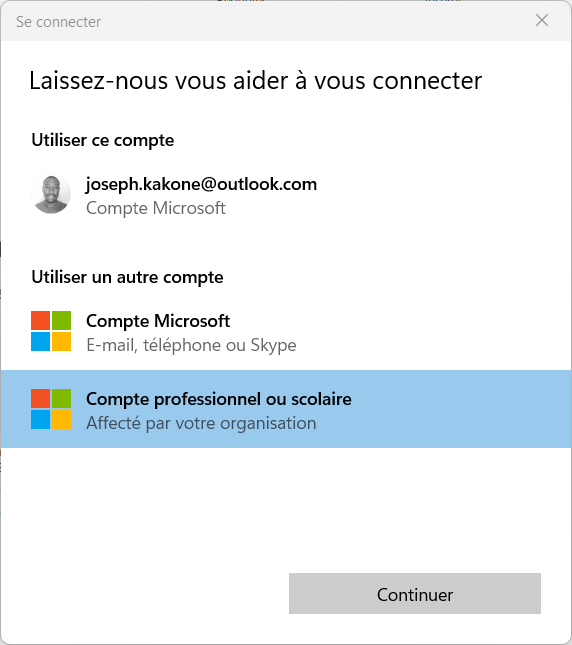 Se connecter
Laissez-nous vous aider à vous connecter
Utiliser ce compte
joseph.kakone@outlook.com
Compte Microsoft
Utiliser un autre compte
Compte Microsoft
E-mail, téléphone ou Skype
Compte professionnel ou scolaire
Affecté par votre organisation
Continuer